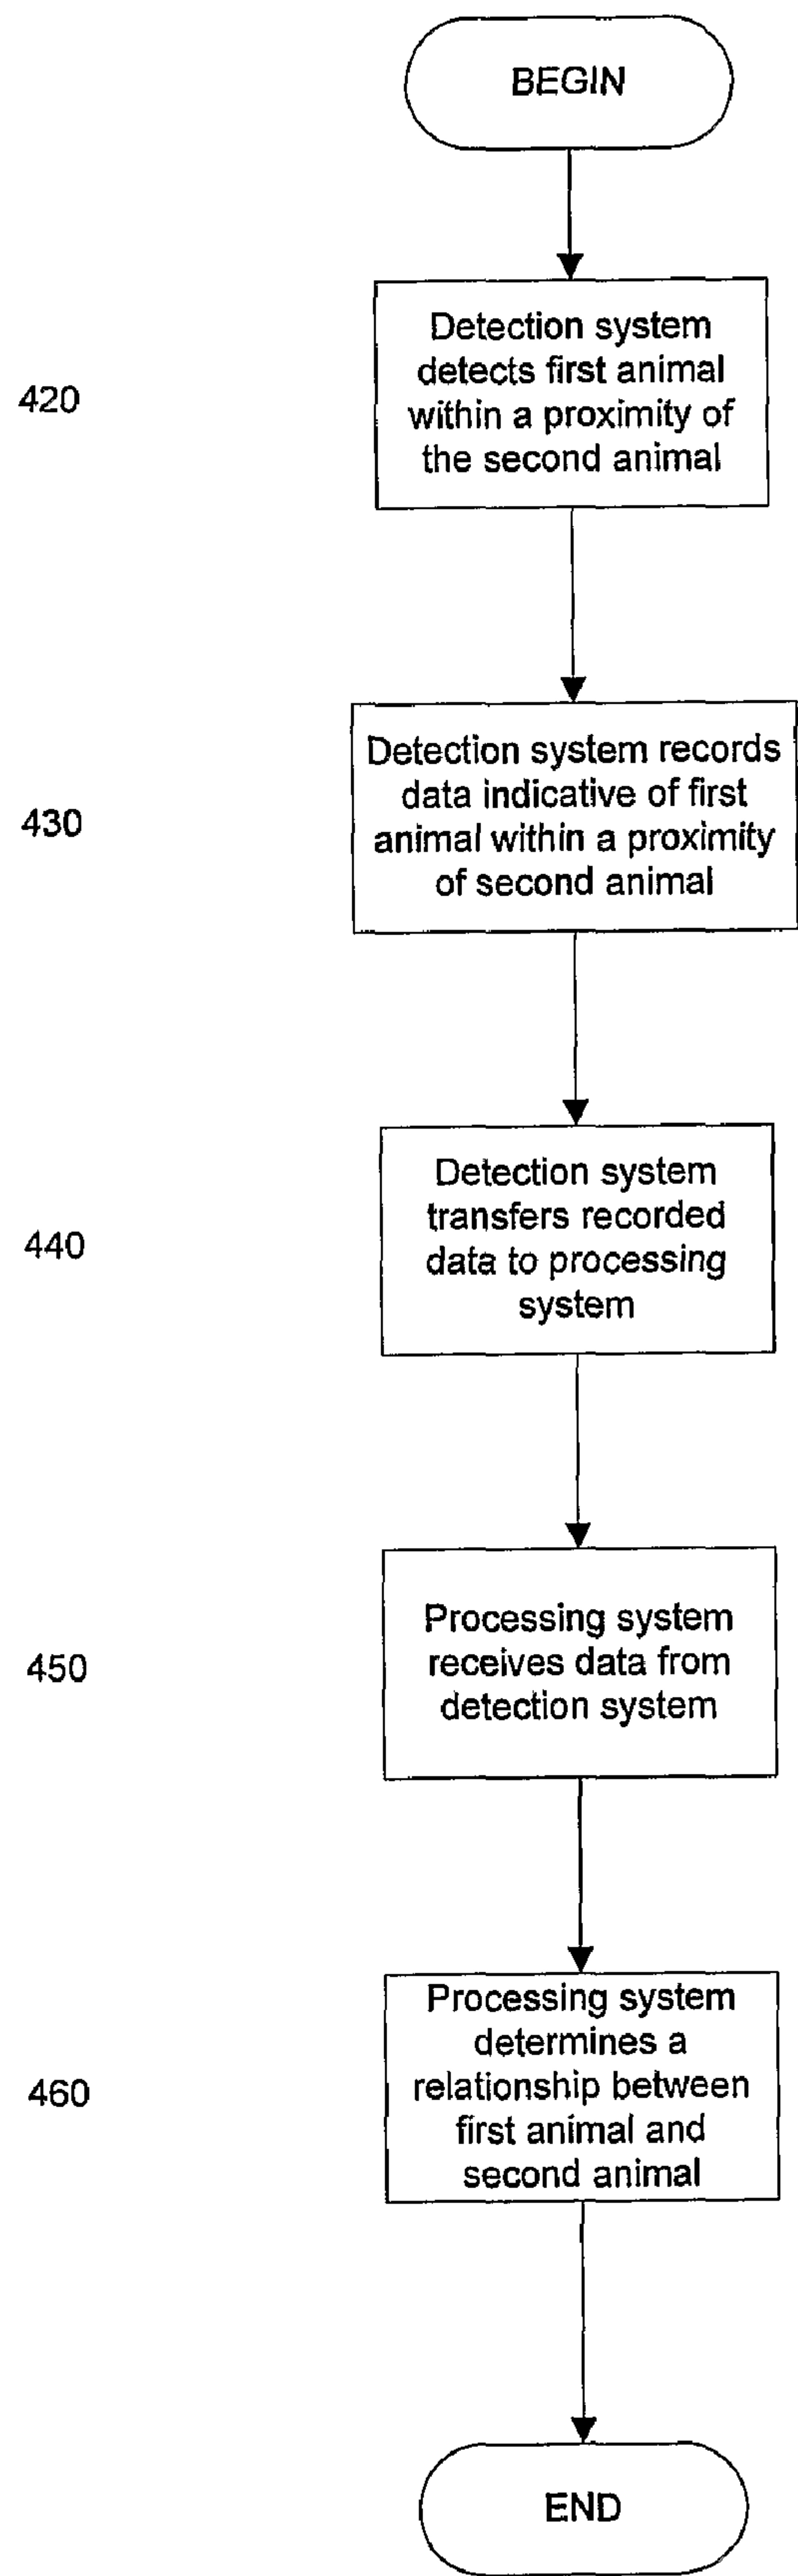 BEGIN
420
Detection system
detects first animal
within a proximity of
the second animal
430
Detection system records
data indicative of first
animal within a proximity
of second animal
440
Detection system
transfers recorded
data to processing
system
450
Processing system
receives data from
detection system
460
Processing system
determines a
relationship between
first animal and
second animal
END